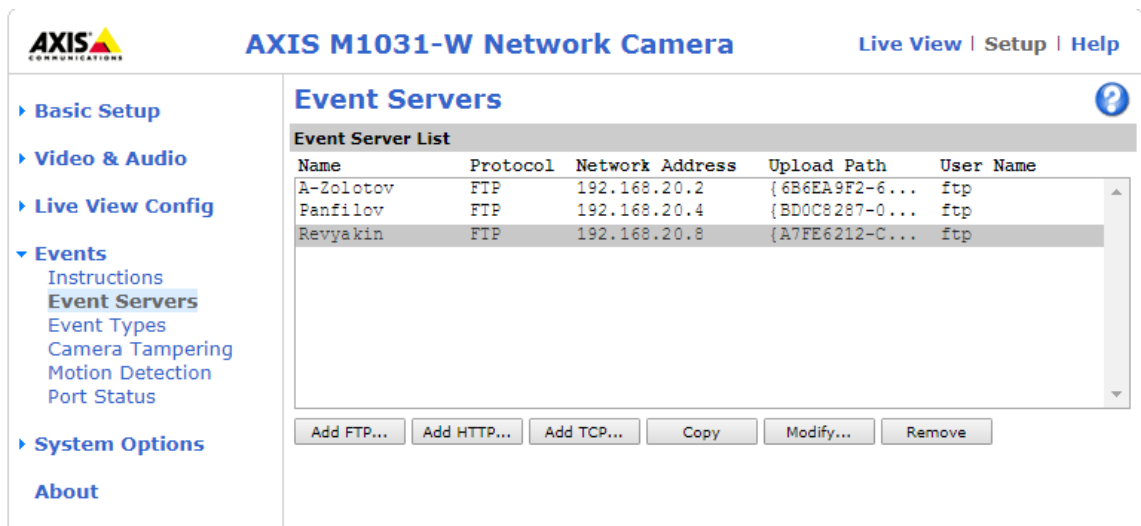 AXIS
COMMUNICATIONS
AXIS M1031-W Network Camera
Live View | Setup | Help
Basic Setup
Video & Audio
Live View Config
Events
Instructions
Event Servers
Event Types
Camera Tampering
Motion Detection
Port Status
System Options
About
Event Servers
?
Event Server List
Name Protocol Network Address Upload Path User Name
A-Zolotov FTP 192.168.20.2 {6B6EA9F2-6... ftp
Panfilov FTP 192.168.20.4 {BD0C8287-0... ftp
Revyakin FTP 192.168.20.8 {A7FE6212-C... ftp
Add FTP... Add HTTP... Add TCP... Copy Modify... Remove